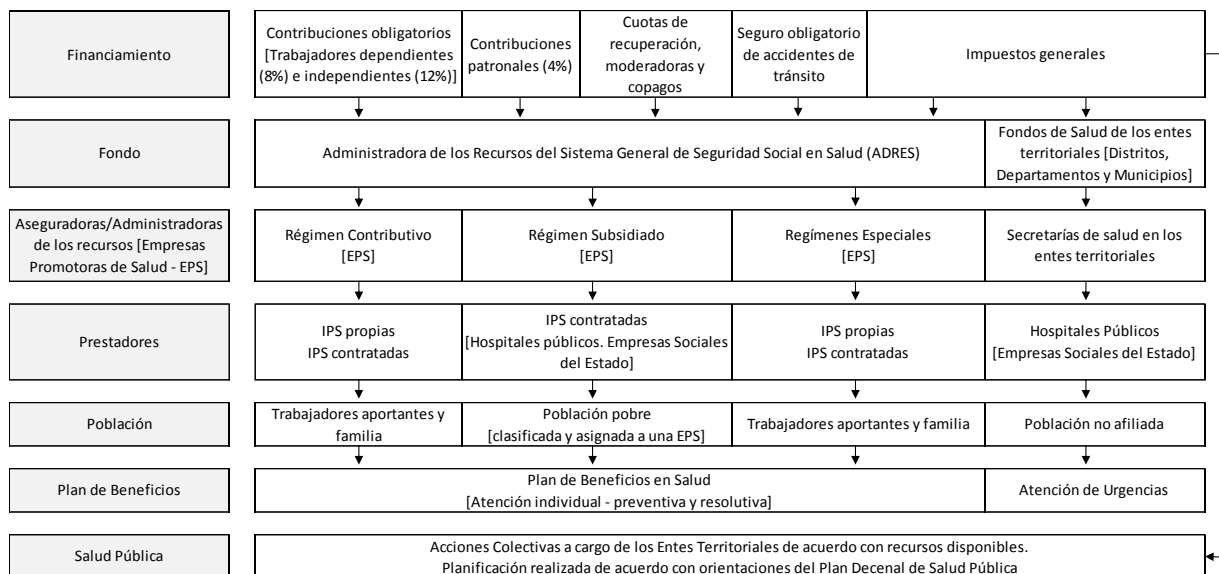 Financiamiento
Contribuciones obligatorios
[Trabajadores dependientes
(8%) e independientes (12%)]
Contribuciones
patronales (4%)
Cuotas de
recuperación,
moderadoras y
copagos
Seguro obligatorio
de accidentes de
tránsito
Impuestos generales
Fondo
Administradora de los Recursos del Sistema General de Seguridad Social en Salud (ADRES)
Fondos de Salud de los entes
territoriales [Distritos,
Departamentos y Municipios]
Aseguradoras/Administradoras
de los recursos [Empresas
Promotoras de Salud - EPS]
Régimen Contributivo
[EPS]
Régimen Subsidiado
[EPS]
Regímenes Especiales
[EPS]
Secretarías de salud en los
entes territoriales
Prestadores
IPS propias
IPS contratadas
IPS contratadas
[Hospitales públicos. Empresas Sociales
del Estado]
IPS propias
IPS contratadas
Hospitales Públicos
[Empresas Sociales del Estado]
Población
Trabajadores aportantes y
familia
Población pobre
[clasificada y asignada a una EPS]
Trabajadores aportantes y familia
Población no afiliada
Plan de Beneficios
Plan de Beneficios en Salud
[Atención individual - preventiva y resolutiva]
Atención de Urgencias
Salud Pública
Acciones Colectivas a cargo de los Entes Territoriales de acuerdo con recursos disponibles.
Planificación realizada de acuerdo con orientaciones del Plan Decenal de Salud Pública